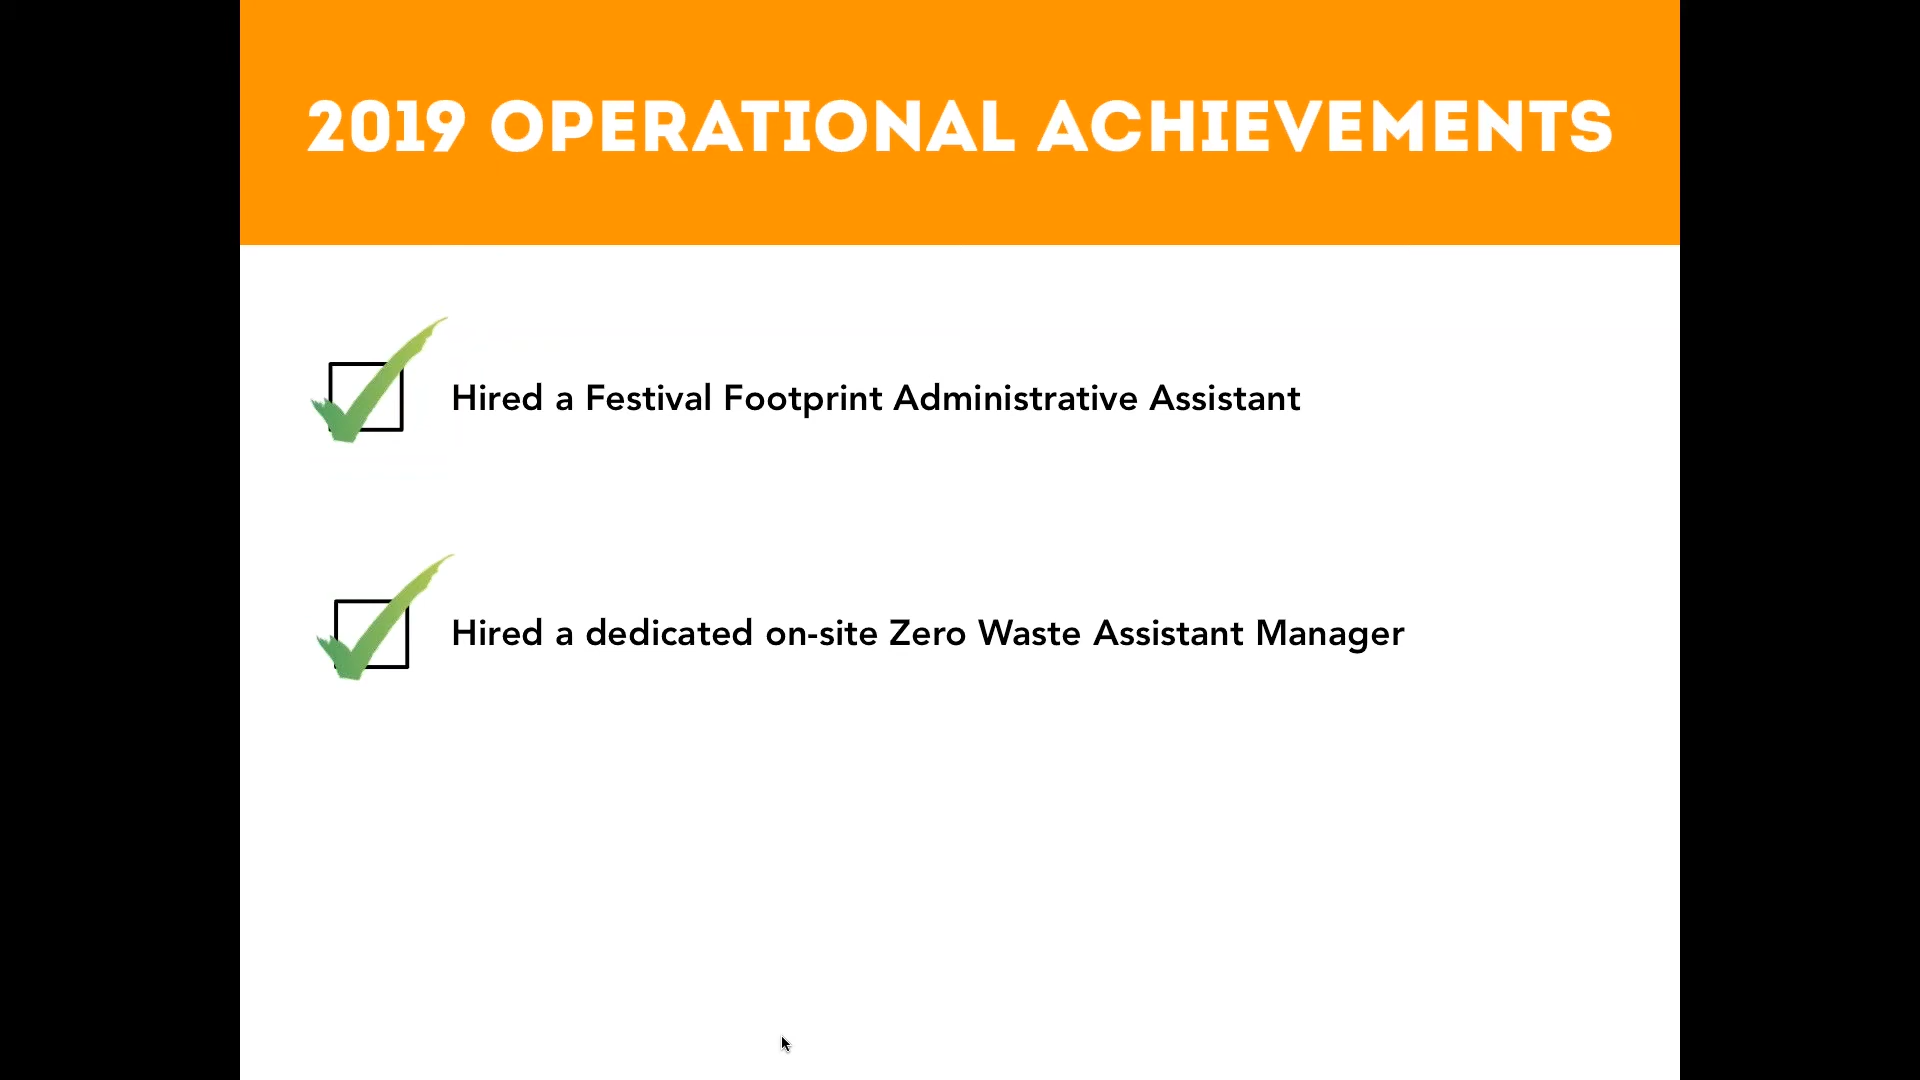 2019 OPERATIONAL ACHIEVEMENTS
Hired a Festival Footprint Administrative Assistant
Hired a dedicated on-site Zero Waste Assistant Manager